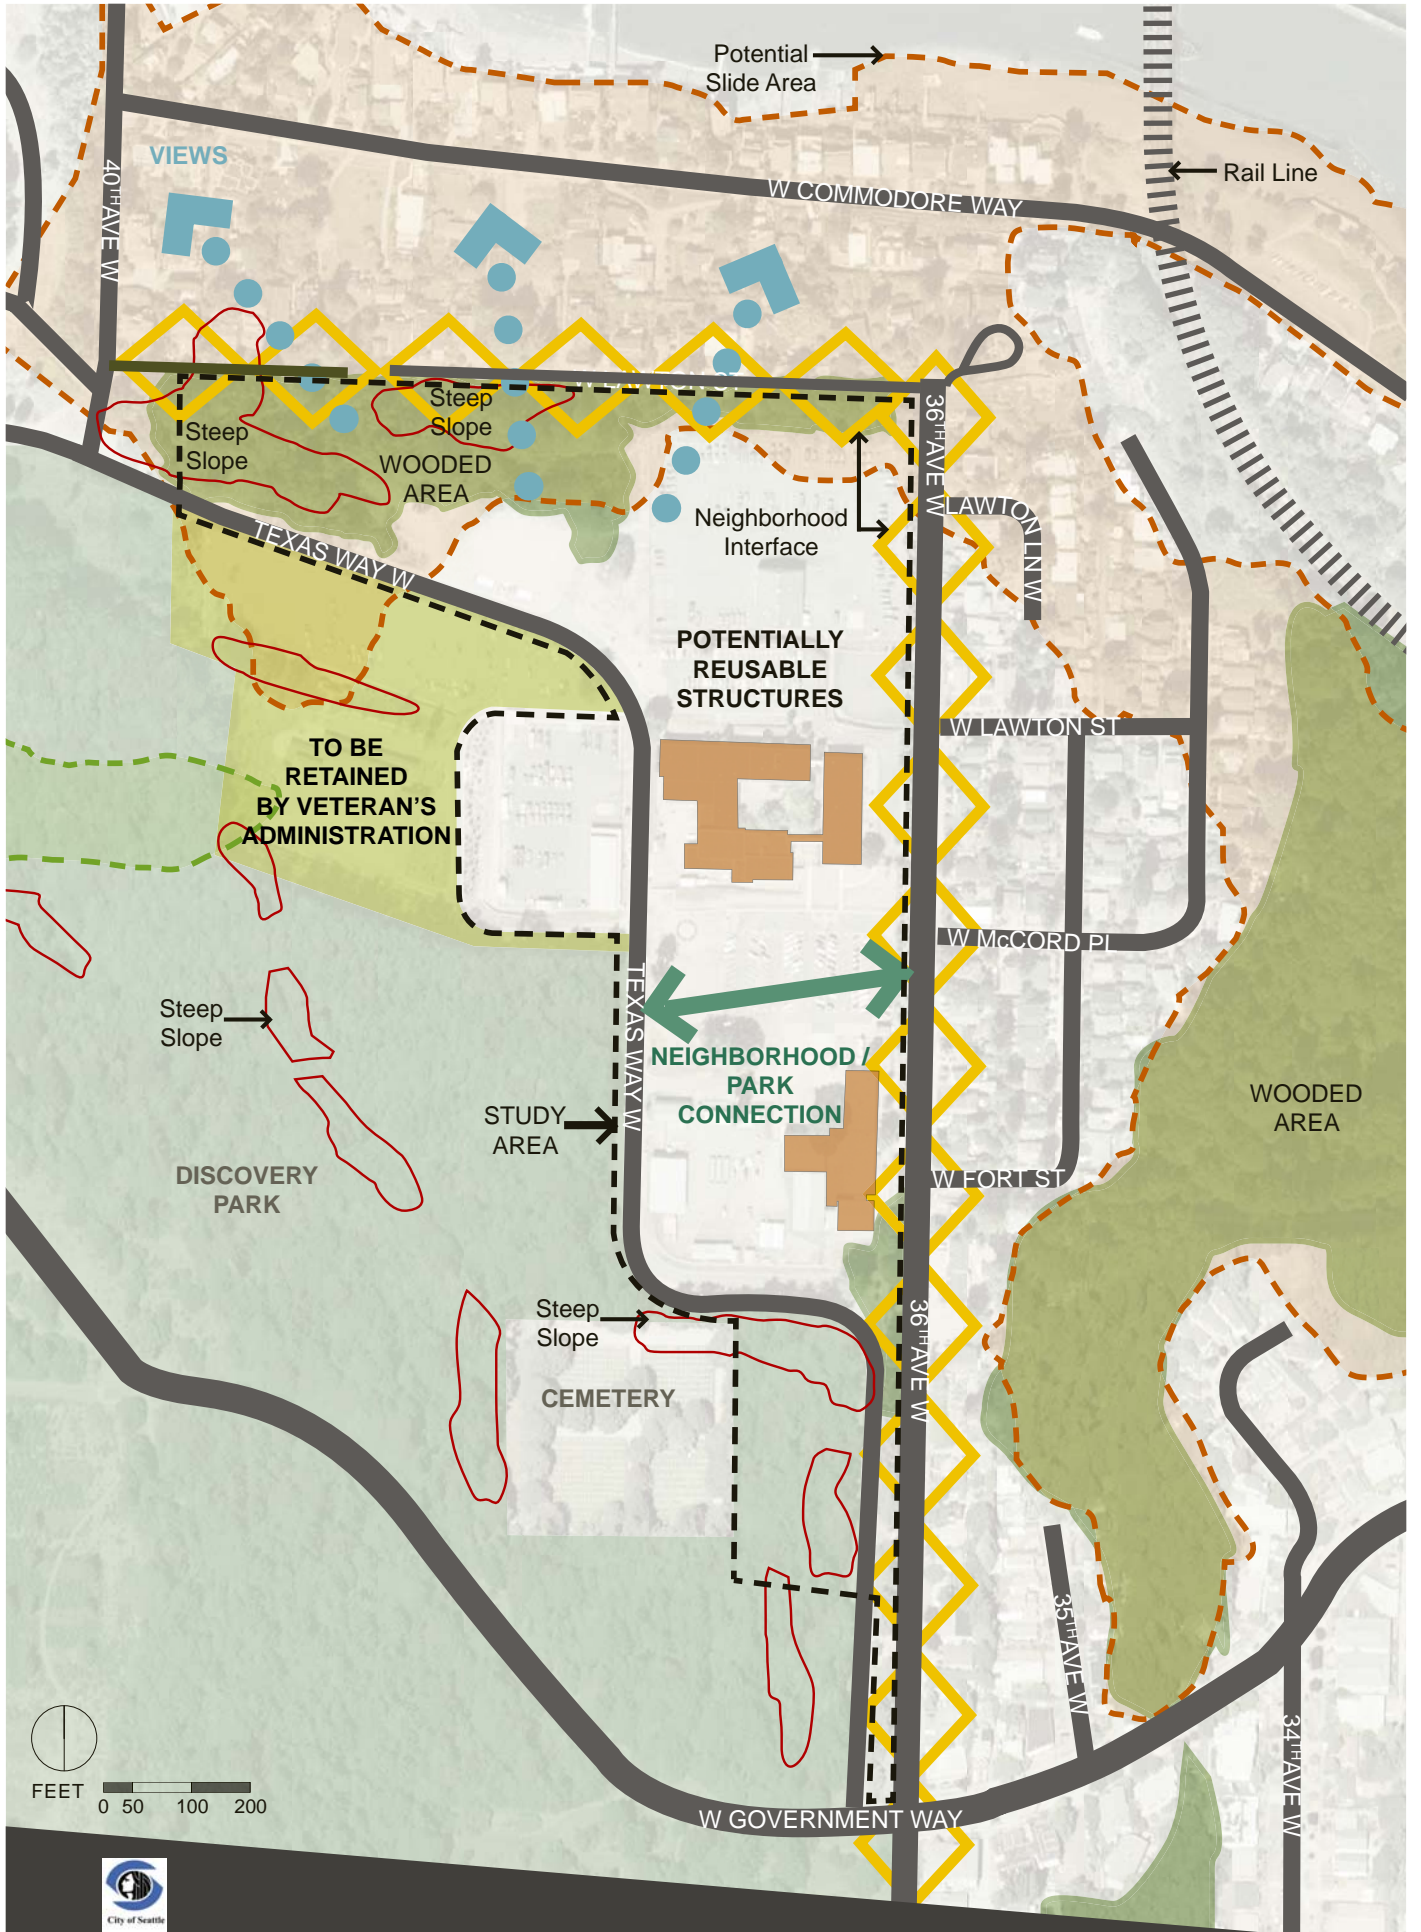 Potential
Slide Area
VIEWS
Rail Line
40TH AVE W
W COMMODORE WAY
W LAWTON ST
36TH AVE W
Steep
Slope
Steep
Slope
WOODED
AREA
LAWTON LN W
Neighborhood
Interface
TEXAS WAY W
POTENTIALLY
REUSABLE
STRUCTURES
W LAWTON ST
TO BE
RETAINED
BY VETERAN'S
ADMINISTRATION
W McCORD Pl
TEXAS WAY W
Steep
Slope
NEIGHBORHOOD /
PARK
CONNECTION
STUDY
AREA
WOODED
AREA
DISCOVERY
PARK
W FORT ST
Steep
Slope
36TH AVE W
CEMETERY
35TH AVE W
34TH AVE W
FEET
0 50 100 200
W GOVERNMENT WAY
City of Seattle